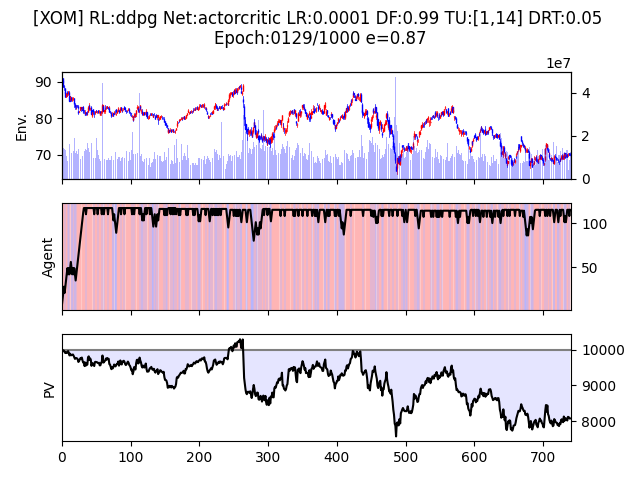 [XOM] RL:ddpg Net:actorcritic LR:0.0001 DF:0.99 TU:[1,14] DRT:0.05
Epoch:0129/1000 e=0.87
1e7
90
80
70
Env.
4
2
0
Agent
100
50
PV
10000
9000
8000
0 100 200 300 400 500 600 700